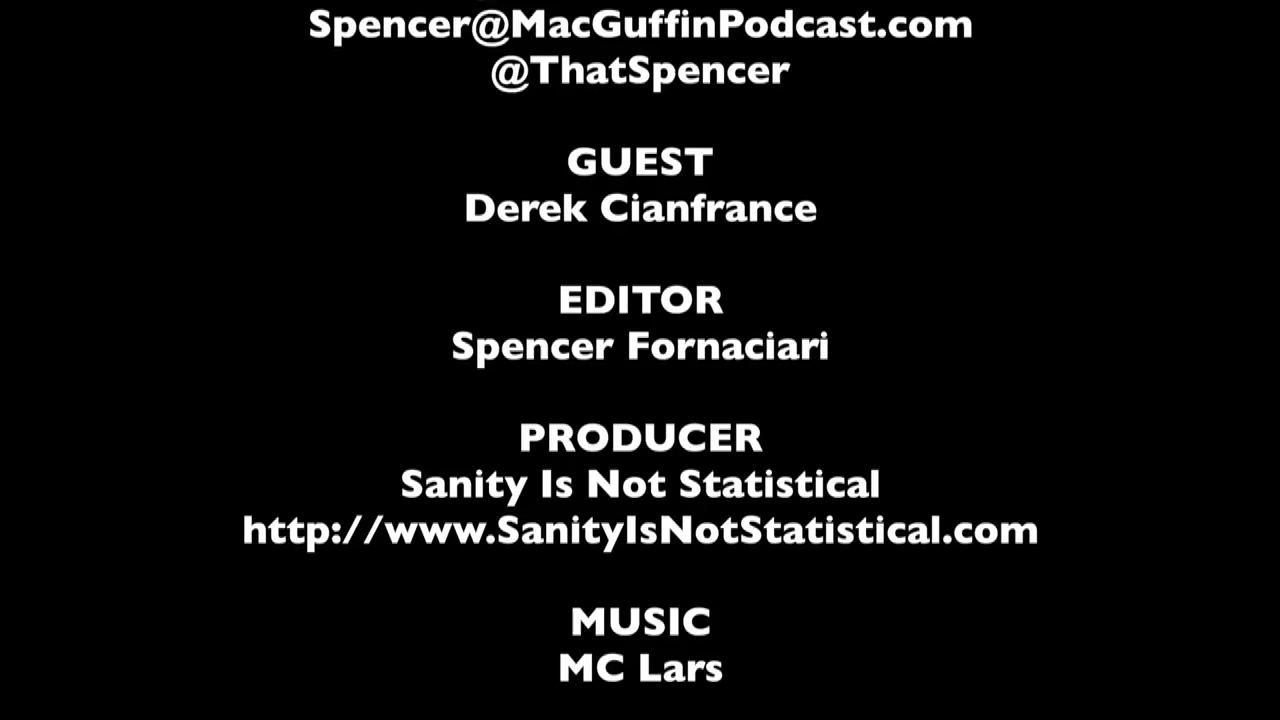 Spencer@MacGuffinPodcast.com
@ThatSpencer
GUEST
Derek Cianfrance
EDITOR
Spencer Fornaciari
PRODUCER
Sanity Is Not Statistical
http://www.SanityIsNotStatistical.com
MUSIC
MC Lars